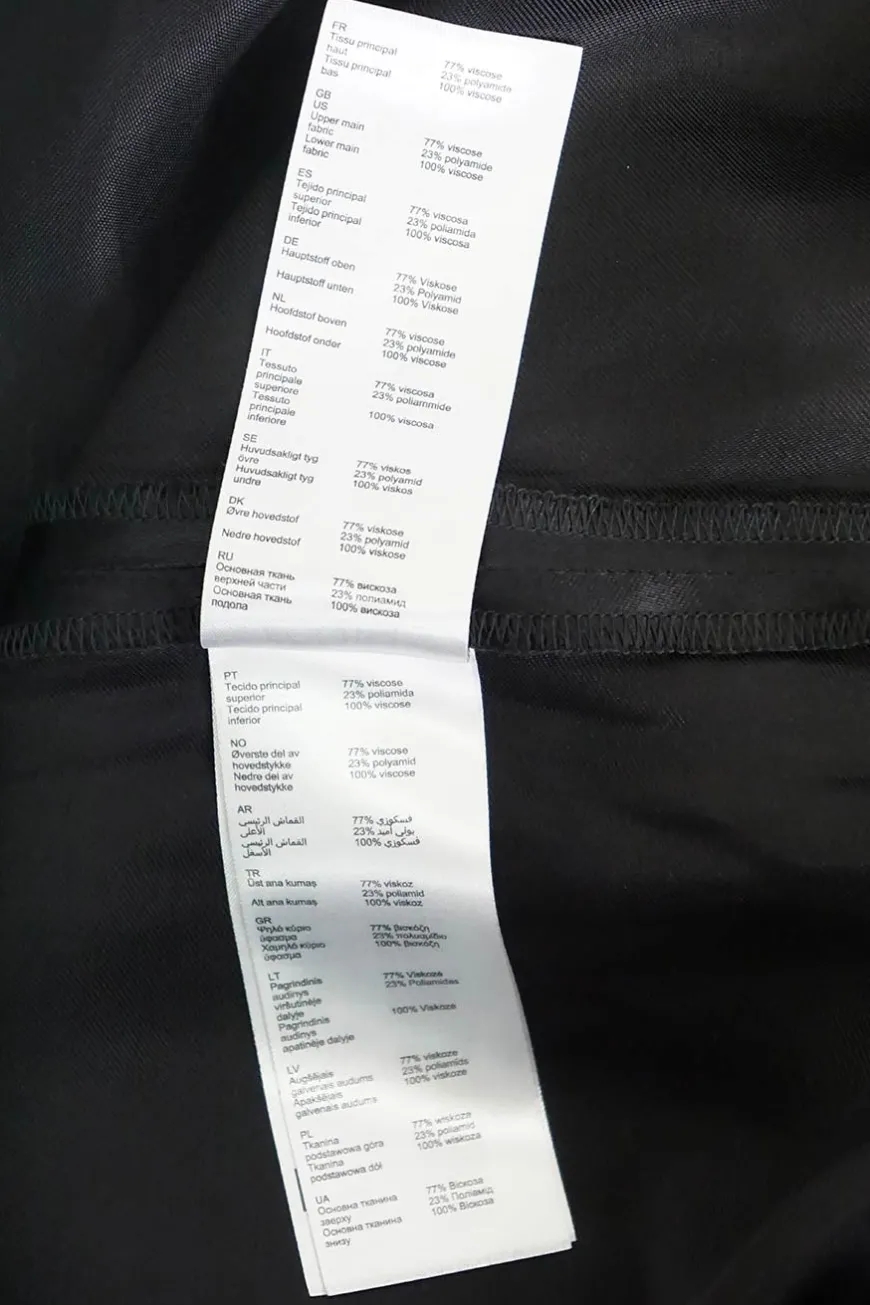 FR
Tissu principal
haut
77% viscose
Tissu principal
23% polyamide
bas
100% viscose
GB
US
Upper main
fabric
77% viscose
Lower main
23% polyamide
fabric
100% viscose
ES
Tejido principal
superior
77% viscosa
Tejido principal
23% poliamida
inferior
100% viscosa
DE
Hauptstoff oben
77% Viskose
23% Polyamid
Hauptstoff unten
100% Viskose
NL
Hoofdstof boven
77% viscose
23% polyamide
Hoofdstof onder
100% viscose
IT
Tessuto
principale
77% viscosa
superiore
23% poliammide
Tessuto
principale
100% viscosa
inferiore
SE
Huvudsakligt tyg
77% viskos
övre
23% polyamid
Huvudsakligt tyg
100% viskos
undre
DK
Øvre hovedstof
77% viskose
23% polyamid
Nedre hovedstof
100% viskose
RU
Основная ткань
77% вискоза
верхней части
23% полиамид
Основная ткань
100% вискоза
подола
PT
Tecido principal
77% viscose
superior
23% poliamida
Tecido principal
100% viscose
inferior
NO
Øverste del av
77% viscose
hovedstykke
23% polyamid
Nedre del av
100% viscose
hovedstykke
AR
القماش الرئيسي
77% فسكوزي
الأعلى
23% بولي أميد
القماش الرئيسي
100% فسكوزي
الأسفل
TR
Üst ana kumaş
77% viskoz
23% poliamid
Alt ana kumaş
100% viskoz
GR
Ψηλό κύριο
77% βισκόζη
ύφασμα
23% πολυαμίδιο
Χαμηλό κύριο
100% βισκόζη
ύφασμα
LT
Pagrindinis
77% Viskozė
audinys
23% Poliamidas
viršutinėje
dalyje
100% Viskozė
Pagrindinis
audinys
apatinėje dalyje
LV
Augšējais
77% viskoze
galvenais audums
23% poliamīds
Apakšējais
100% viskoze
galvenais audums
PL
Tkanina
77% wiskoza
podstawowa góra
23% poliamid
Tkanina
100% wiskoza
podstawowa dół
UA
Основна тканина
77% Віскоза
зверху
23% Поліамід
Основна тканина
100% Віскоза
знизу